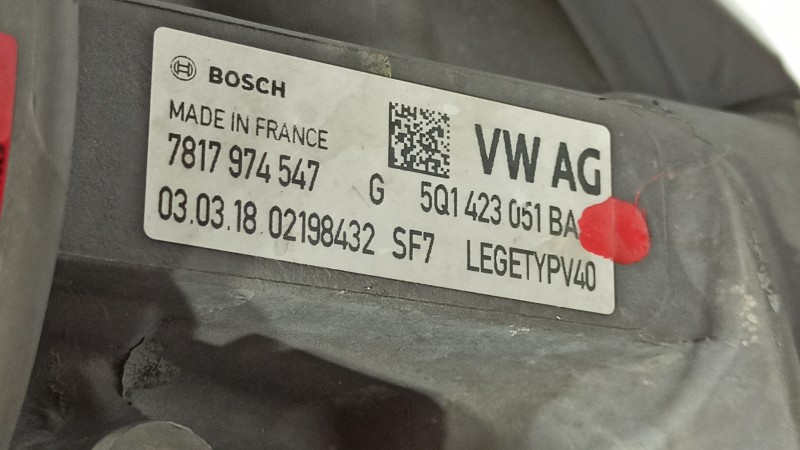 BOSCH
MADE IN FRANCE
VW AG
7817 974 547 G 5Q1 423 051 BA
03.03.18 02198432 SF7 LEGETYPV40